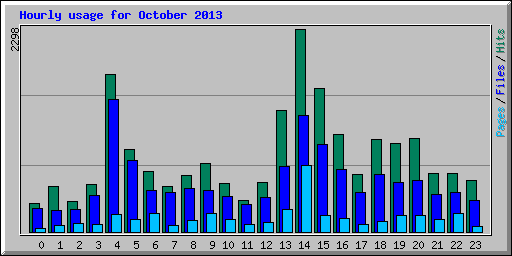 Hourly usage for October 2013
2298
Pages / Files / Hits
0 1 2 3 4 5 6 7 8 9 10 11 12 13 14 15 16 17 18 19 20 21 22 23